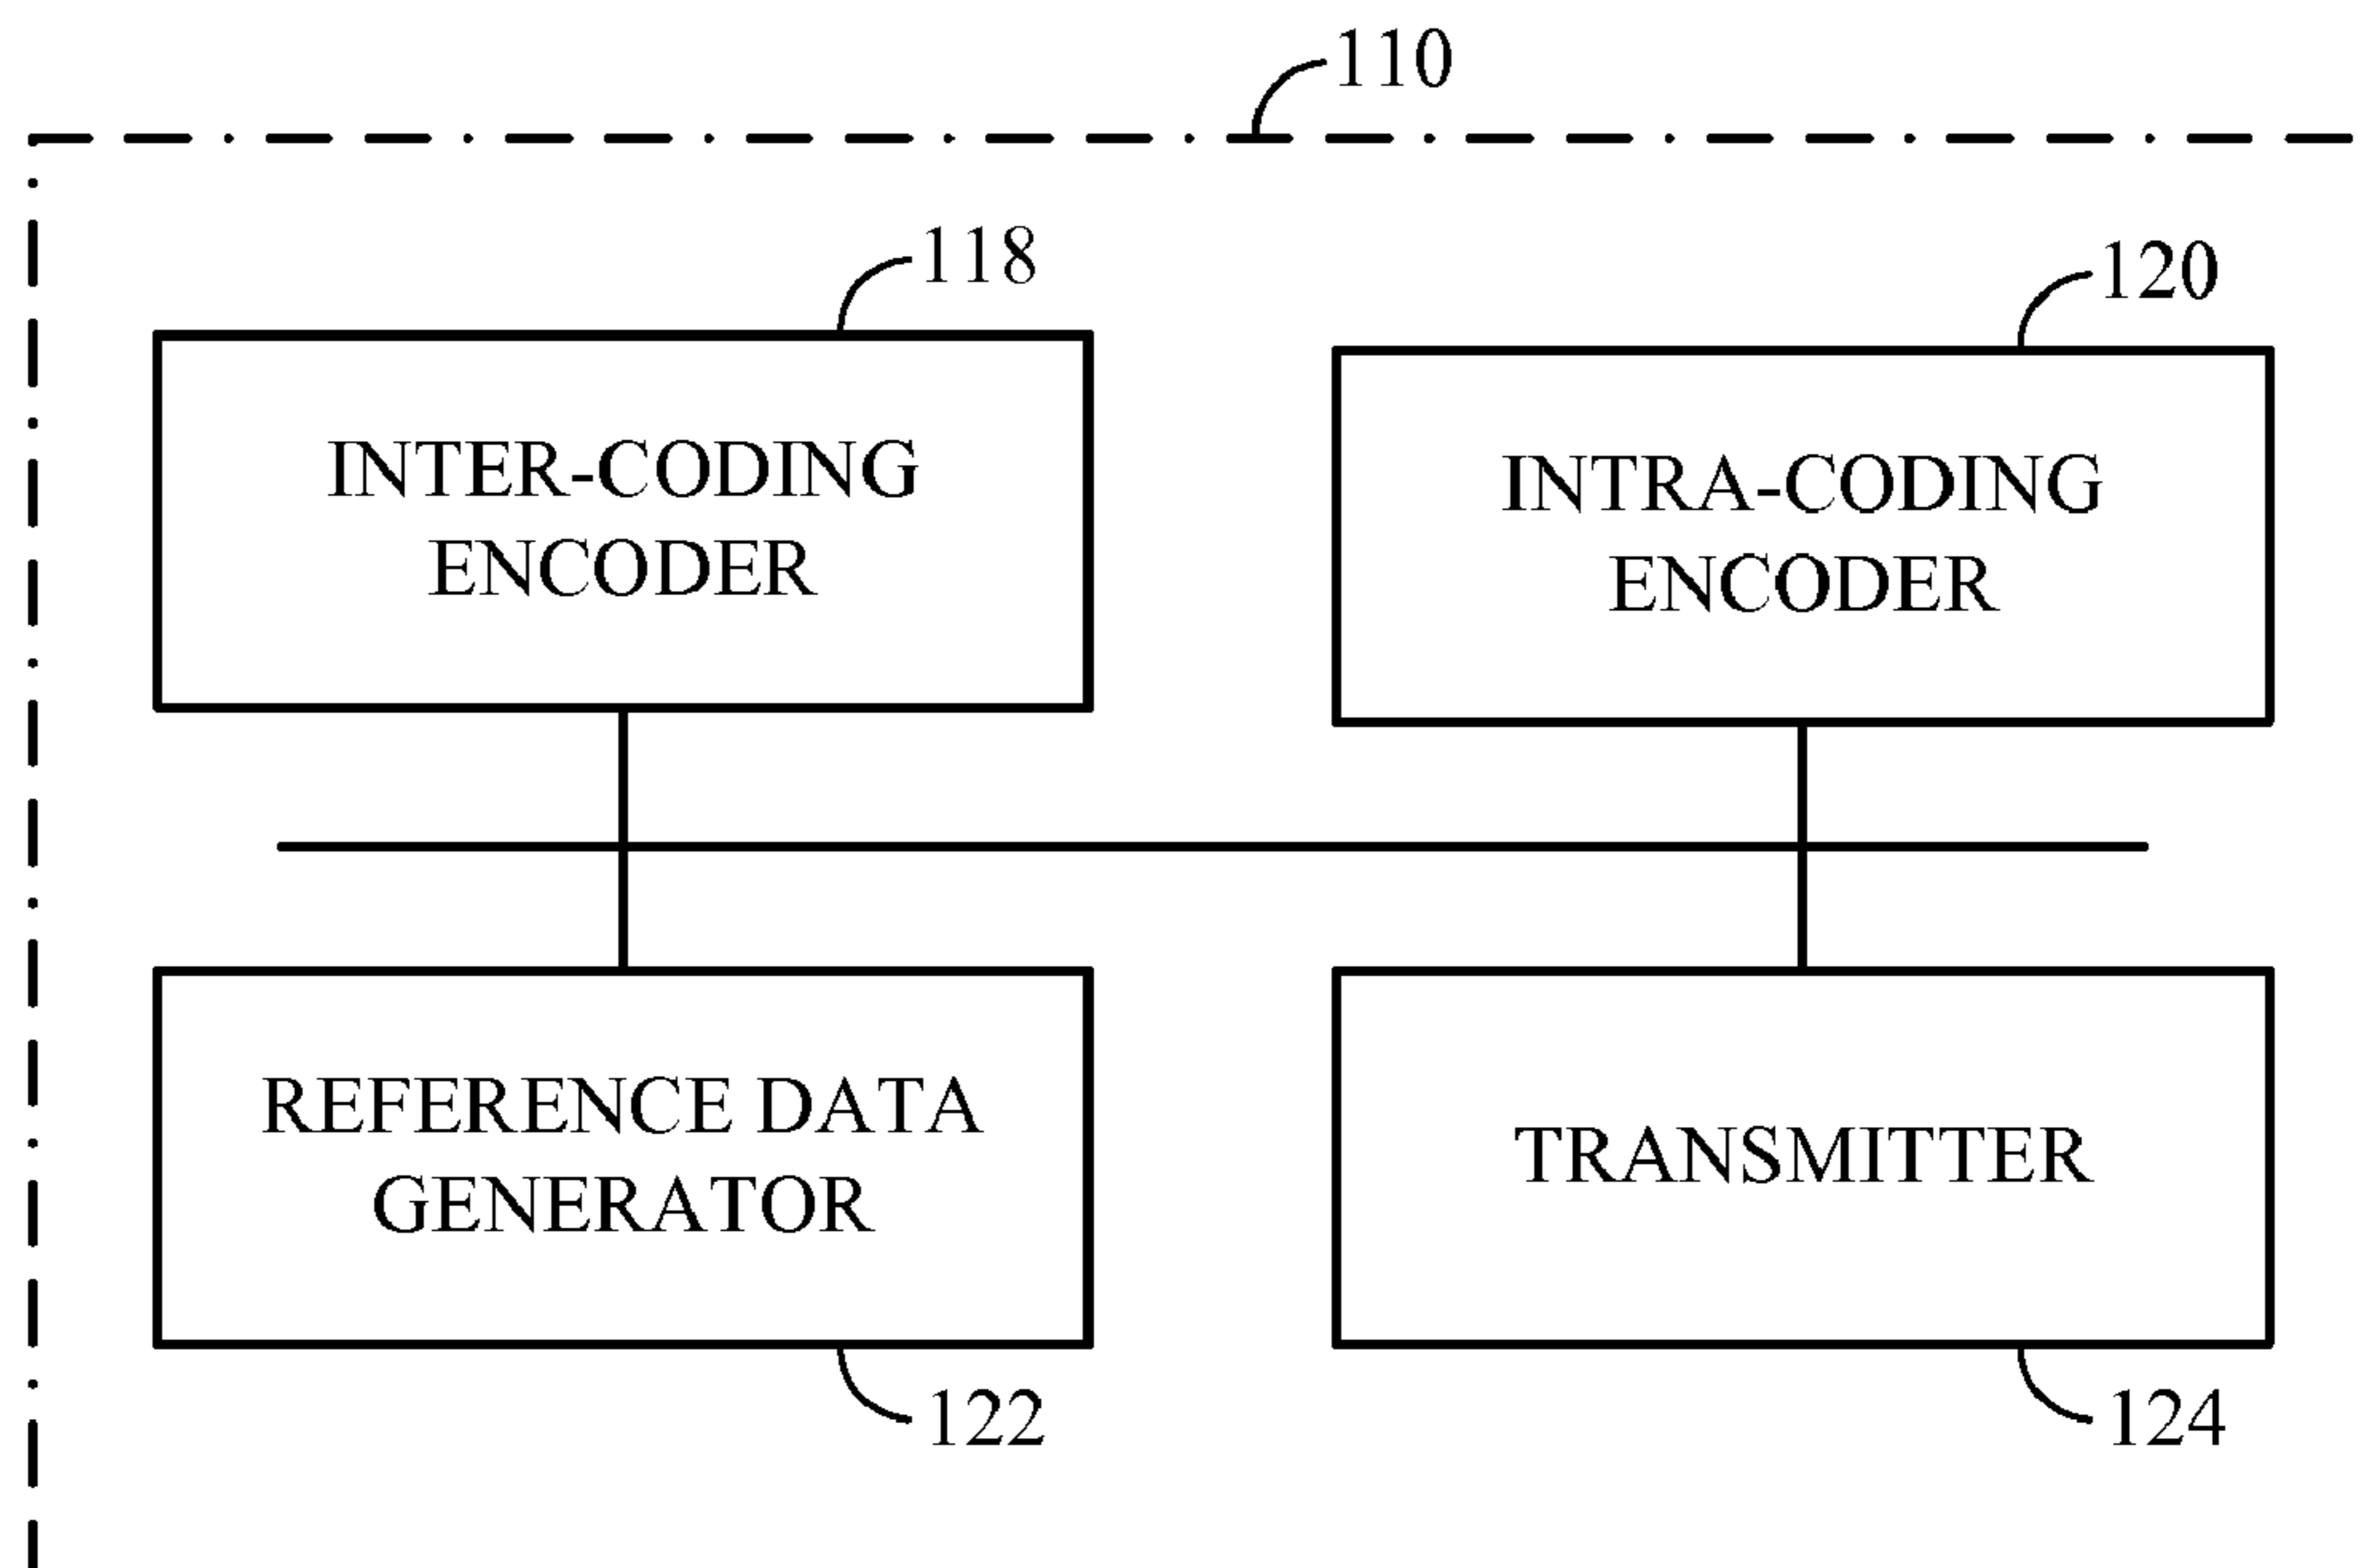 110
118
120
INTER-CODING
ENCODER
INTRA-CODING
ENCODER
REFERENCE DATA
GENERATOR
TRANSMITTER
122
124